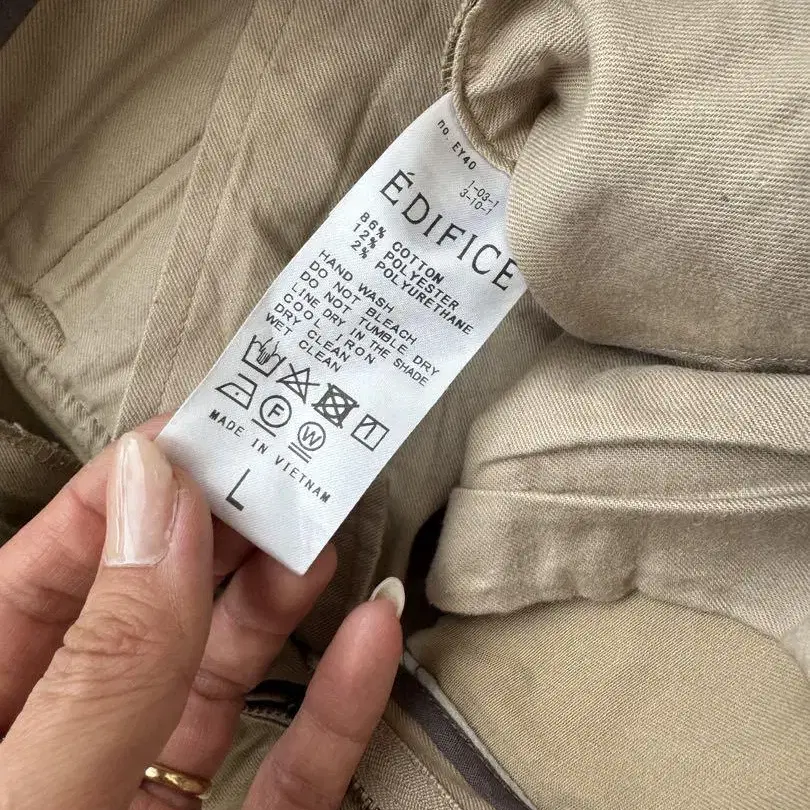 no. EY40
1-03-1
3-10-1
ÉDIFICE
86% COTTON
12% POLYESTER
2% POLYURETHANE
HAND WASH
DO NOT BLEACH
DO NOT TUMBLE DRY
LINE DRY IN THE SHADE
COOL IRON
DRY CLEAN
WET CLEAN
F
W
MADE IN VIETNAM
L